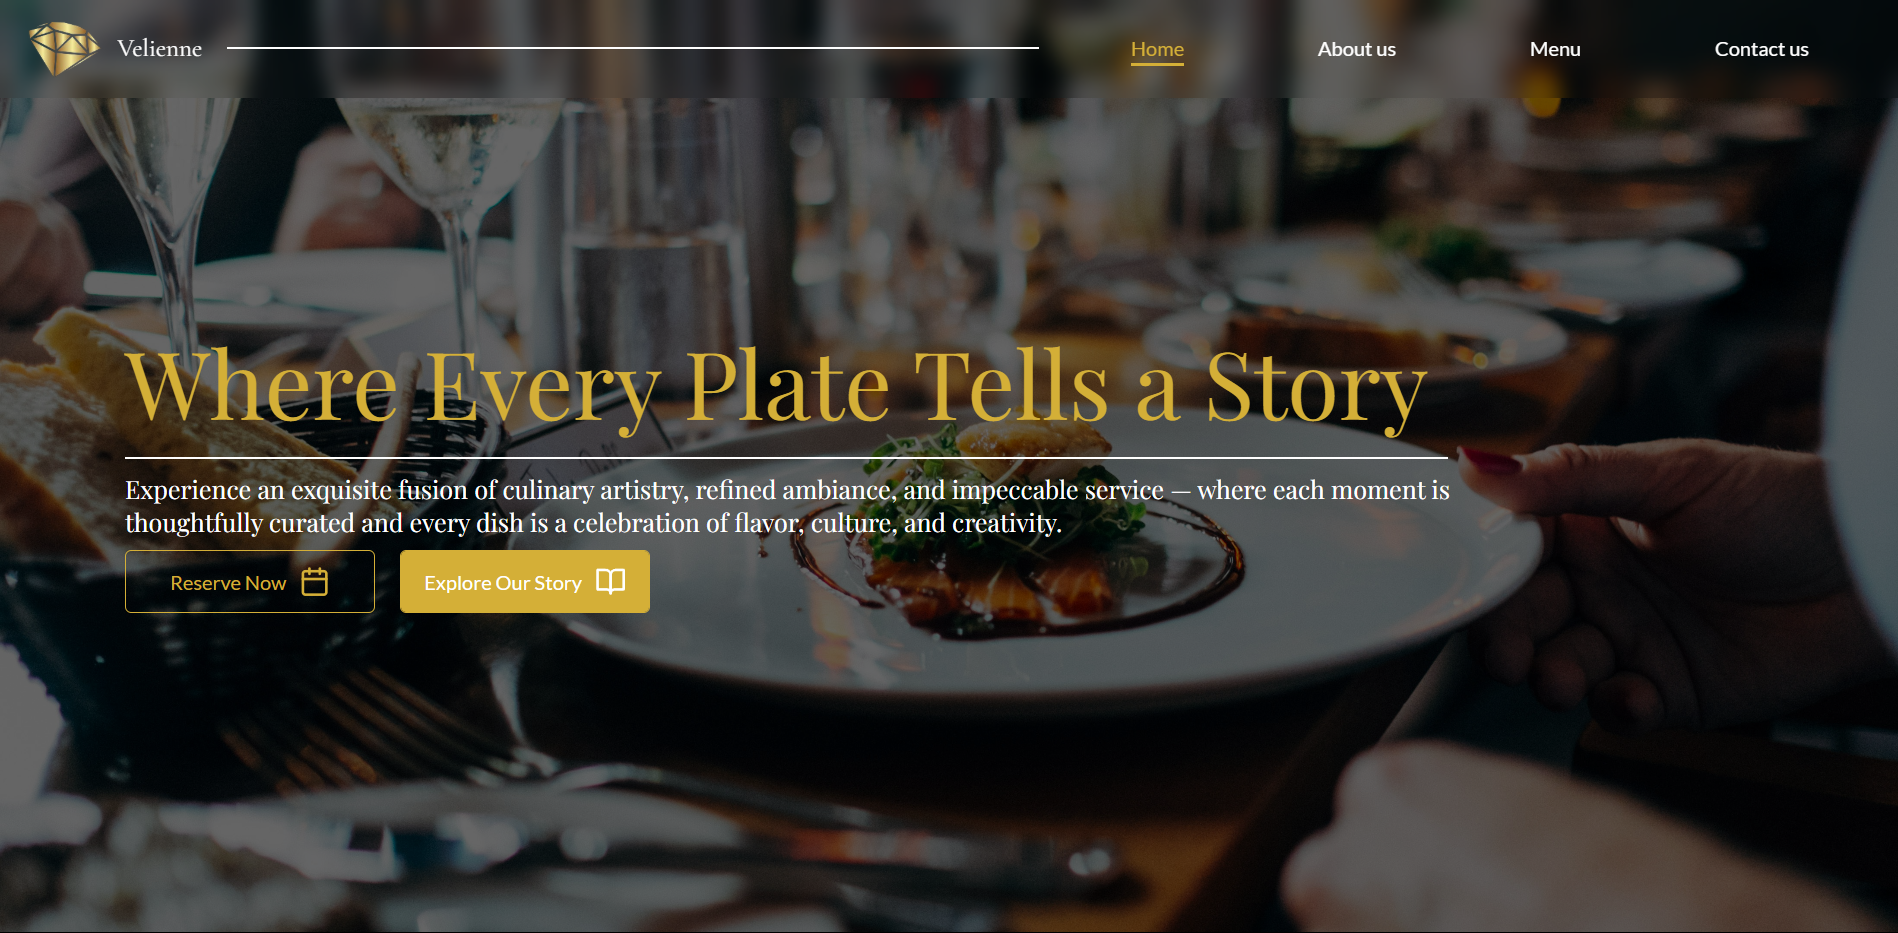 Velienne
Home
About us
Menu
Contact us
Where Every Plate Tells a Story
Experience an exquisite fusion of culinary artistry, refined ambiance, and impeccable service — where each moment is
thoughtfully curated and every dish is a celebration of flavor, culture, and creativity.
Reserve Now
Explore Our Story